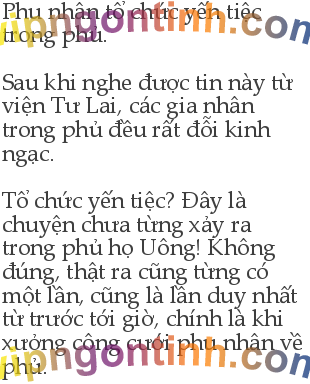 Phu nhân tổ chức yến tiệc
trong phủ.
Sau khi nghe được tin này từ
viện Tư Lai, các gia nhân
trong phủ đều rất đỗi kinh
ngạc.
Tổ chức yến tiệc? Đây là
chuyện chưa từng xảy ra
trong phủ họ Uông! Không
đúng, thật ra cũng từng có
một lần, cũng là lần duy nhất
từ trước tới giờ, chính là khi
xưởng công cưới phu nhân về
phủ.
vipngontinh.com